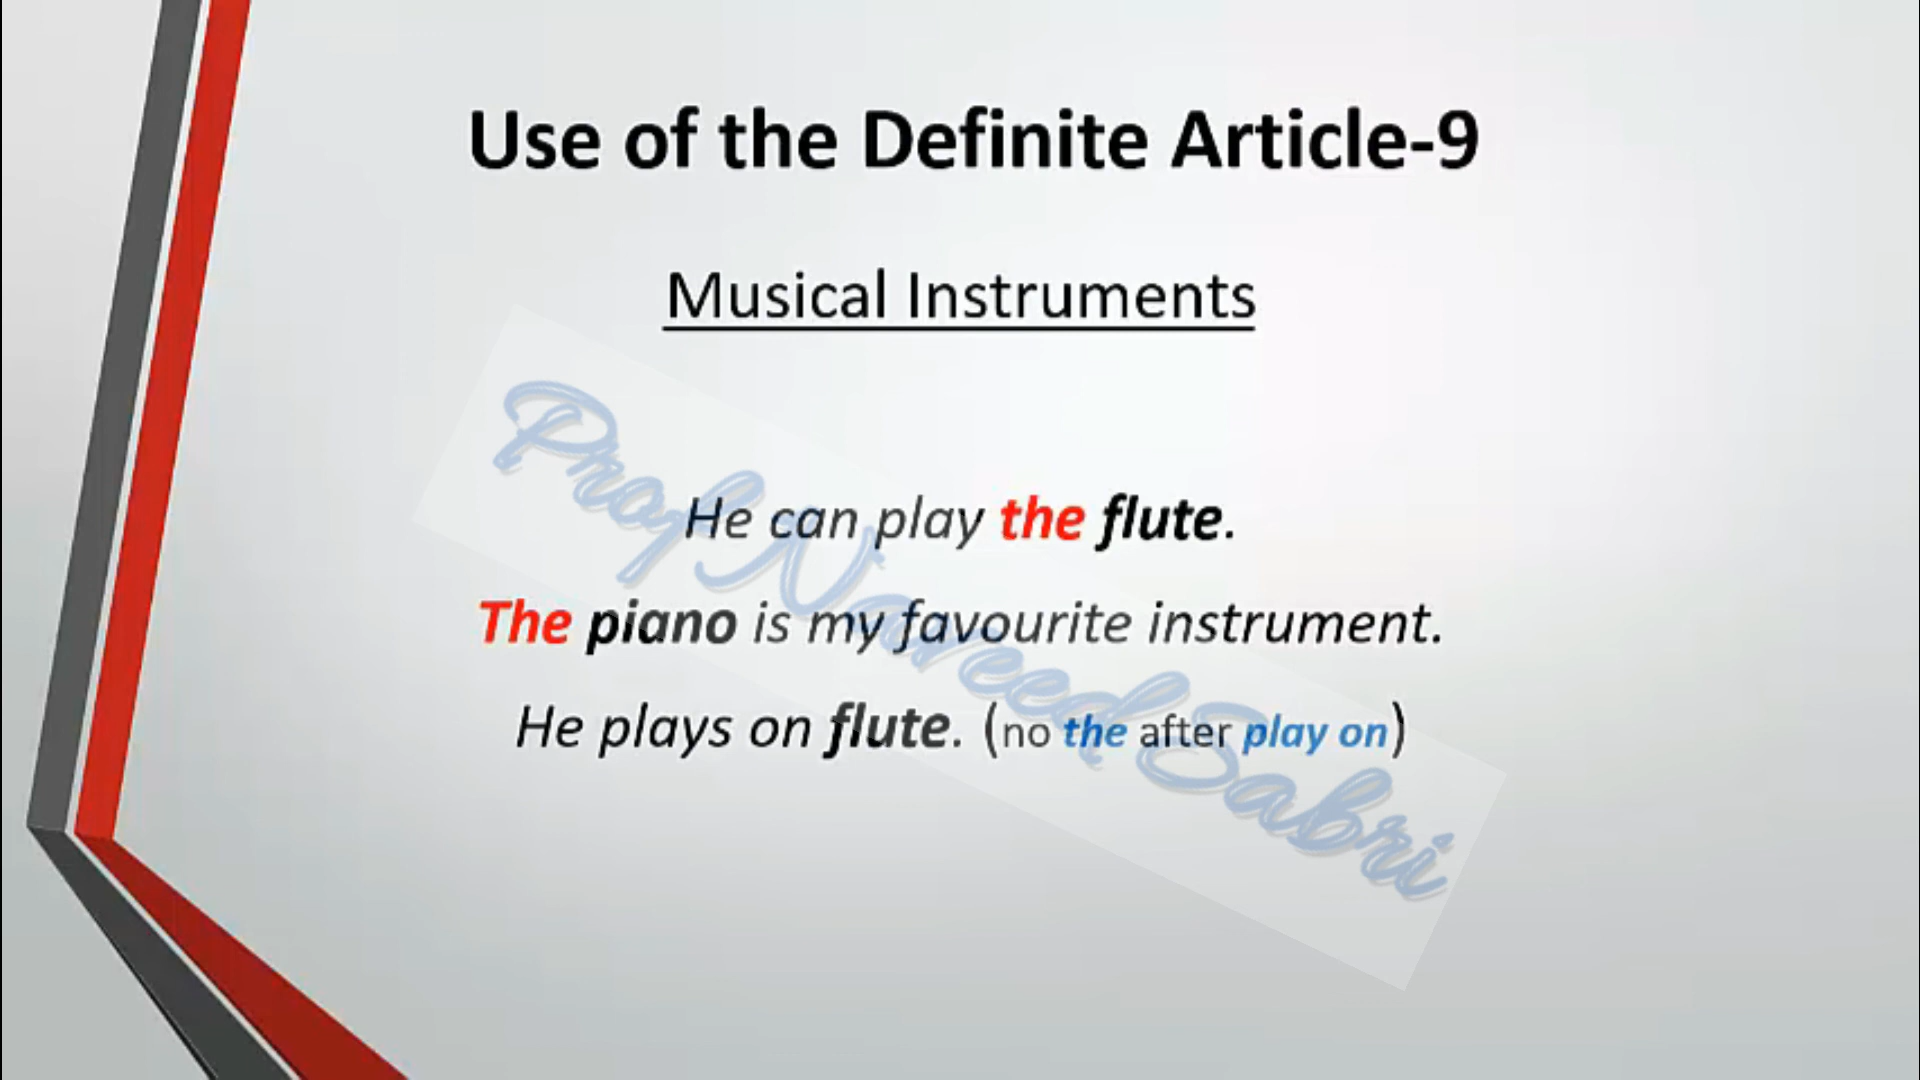 Use of the Definite Article-9
Musical Instruments
He can play the flute.
The piano is my favourite instrument.
He plays on flute. (no the after play on)
Prof Naveed Sabri